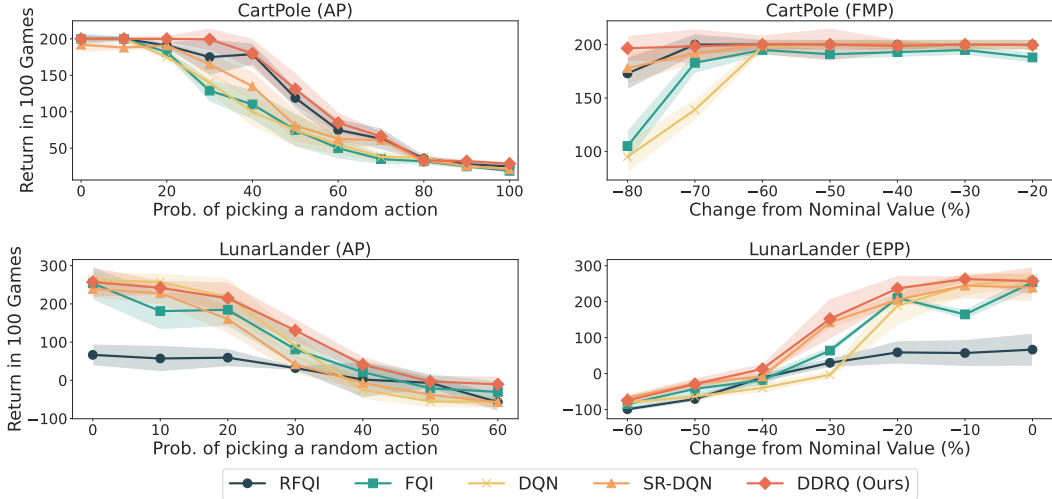 CartPole (AP)
Return in 100 Games
200
150
100
50
0 20 40 60 80 100
Prob. of picking a random action
CartPole (FMP)
200
150
100
−80 −70 −60 −50 −40 −30 −20
Change from Nominal Value (%)
LunarLander (AP)
Return in 100 Games
300
200
100
0
−100
0 10 20 30 40 50 60
Prob. of picking a random action
LunarLander (EPP)
300
200
100
0
−100
−60 −50 −40 −30 −20 −10 0
Change from Nominal Value (%)
RFQI FQI DQN SR-DQN DDRQ (Ours)